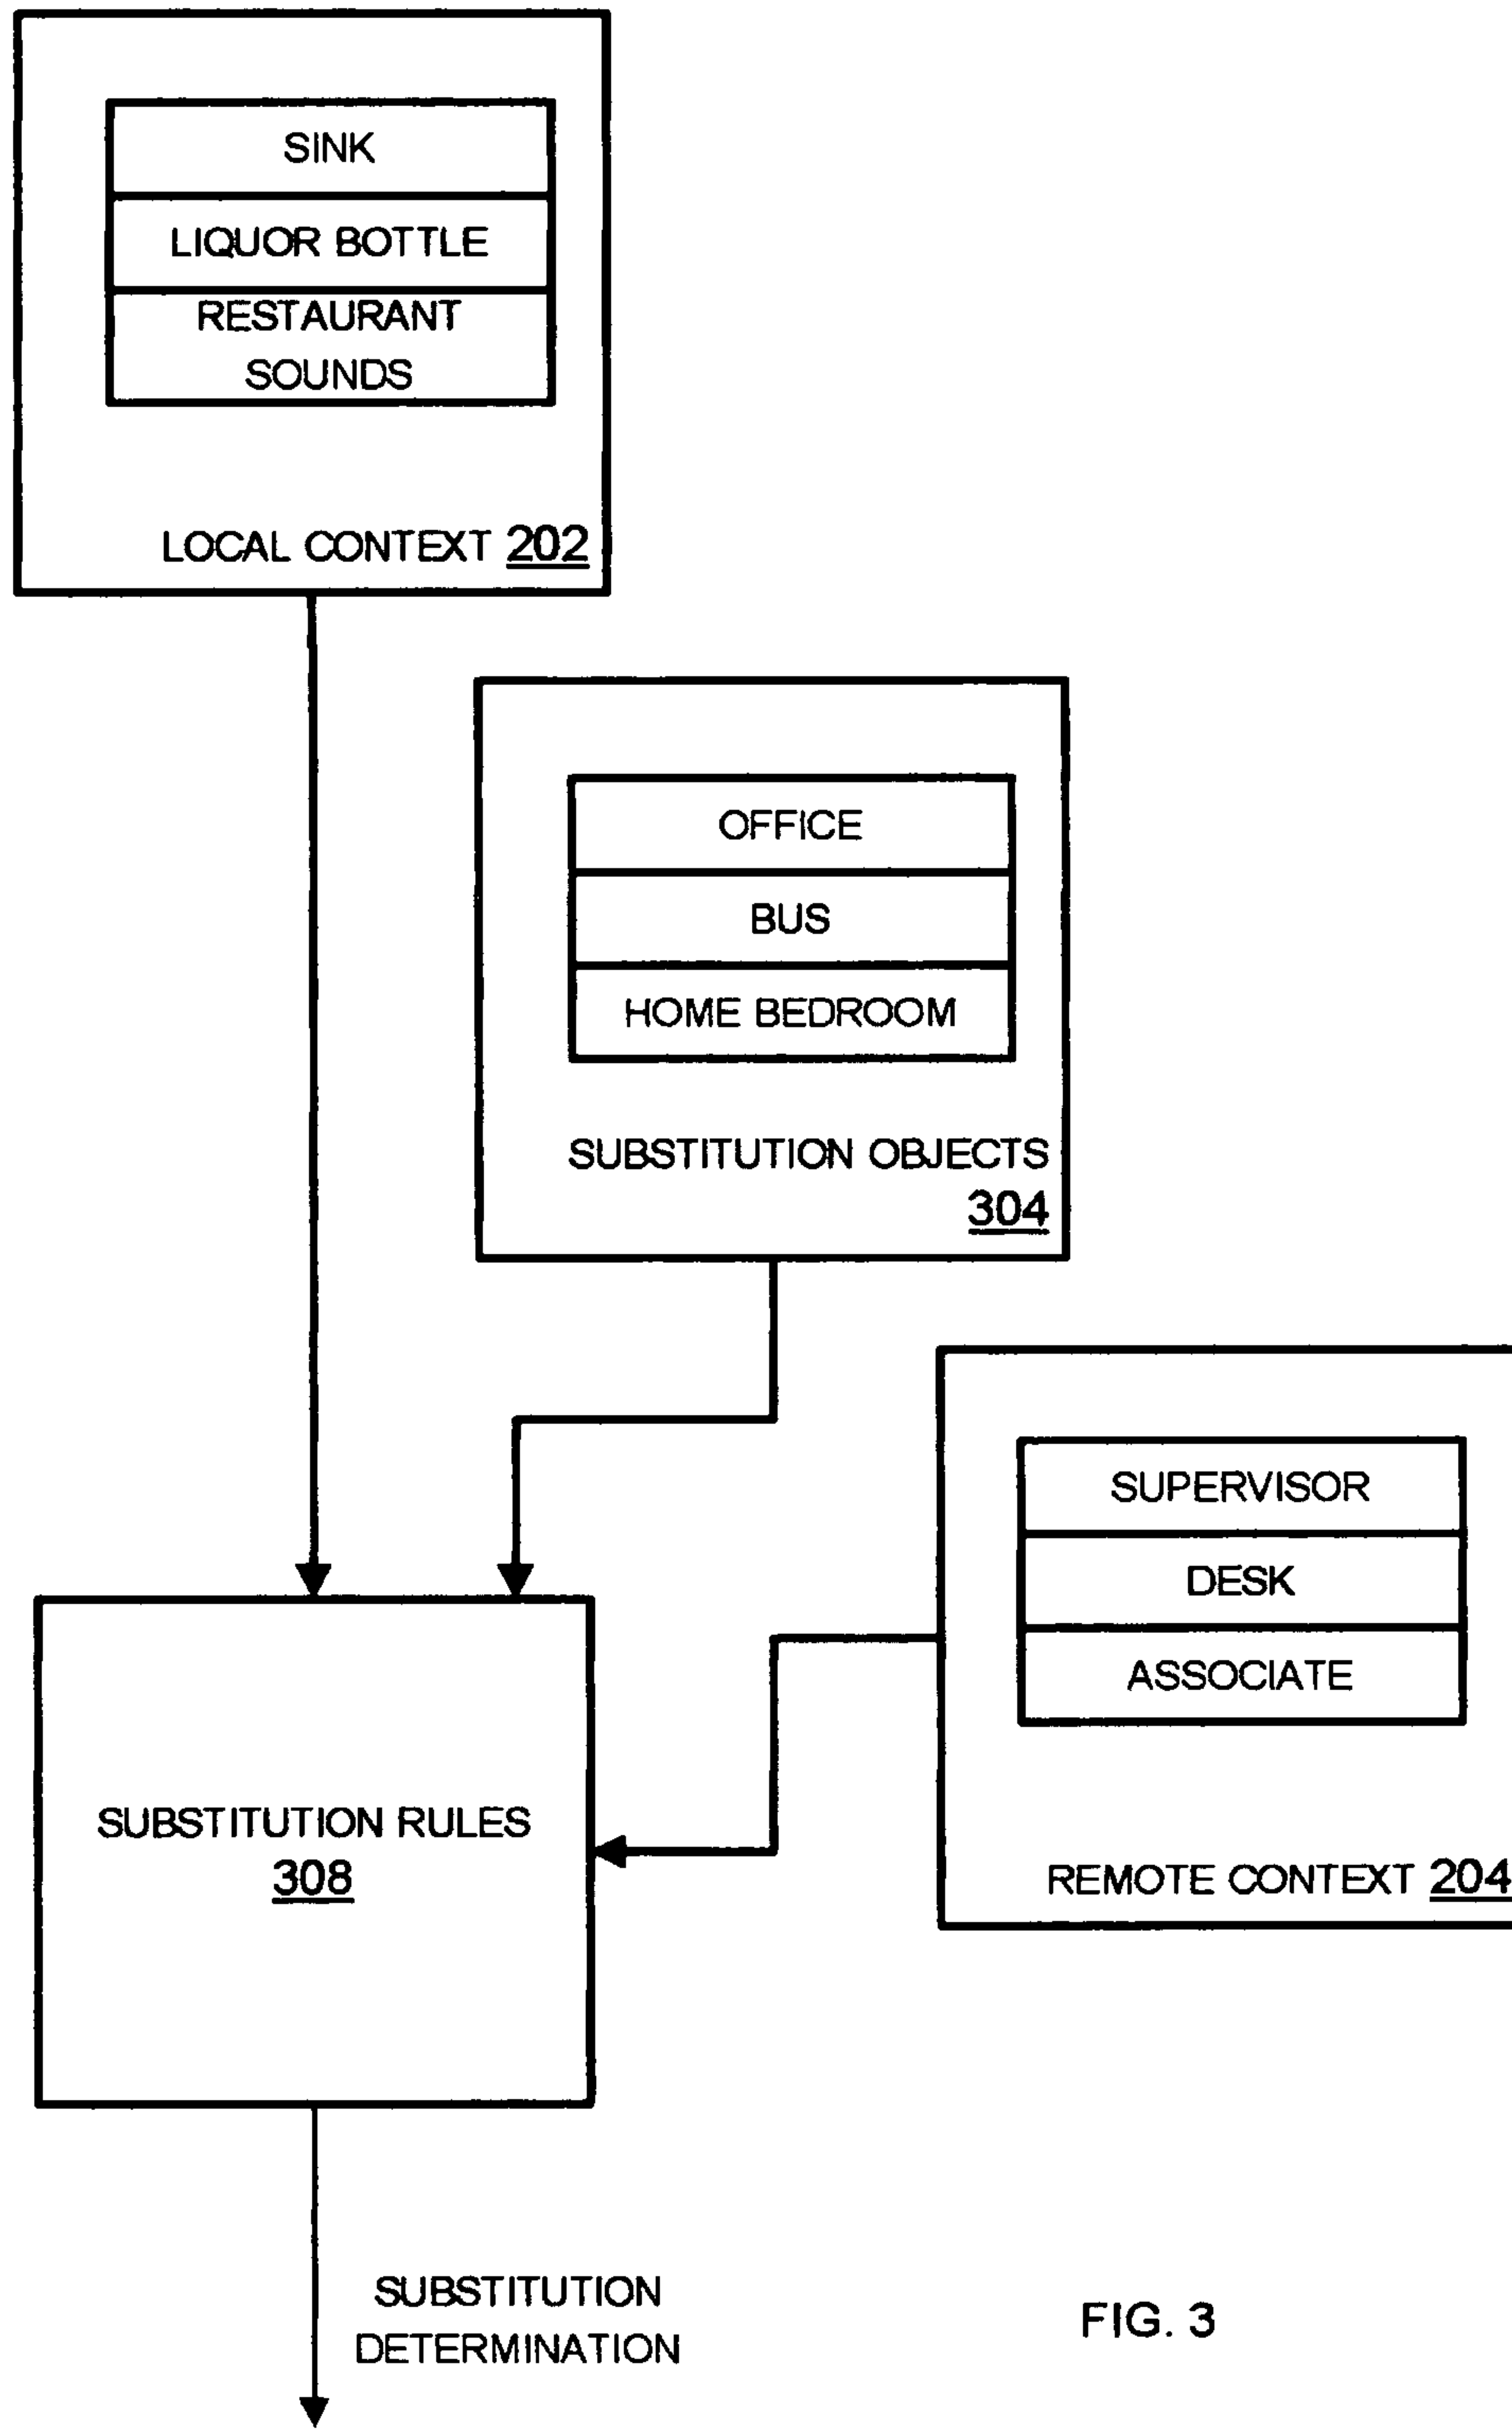 SINK
LIQUOR BOTTLE
RESTAURANT
SOUNDS
LOCAL CONTEXT 202
OFFICE
BUS
HOME BEDROOM
SUBSTITUTION OBJECTS
304
SUPERVISOR
DESK
ASSOCIATE
REMOTE CONTEXT 204
SUBSTITUTION RULES
308
SUBSTITUTION
DETERMINATION
FIG. 3